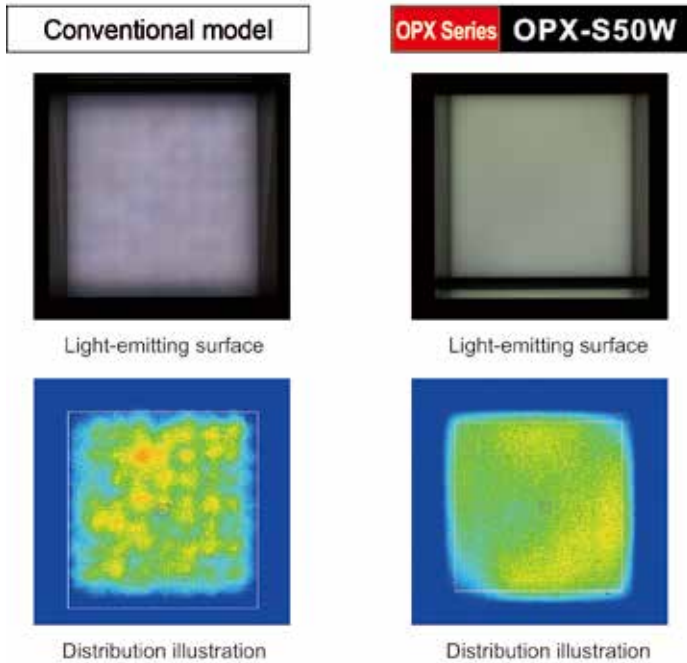 Conventional model
OPX Series OPX-S50W
Light-emitting surface
Light-emitting surface
Distribution illustration
Distribution illustration